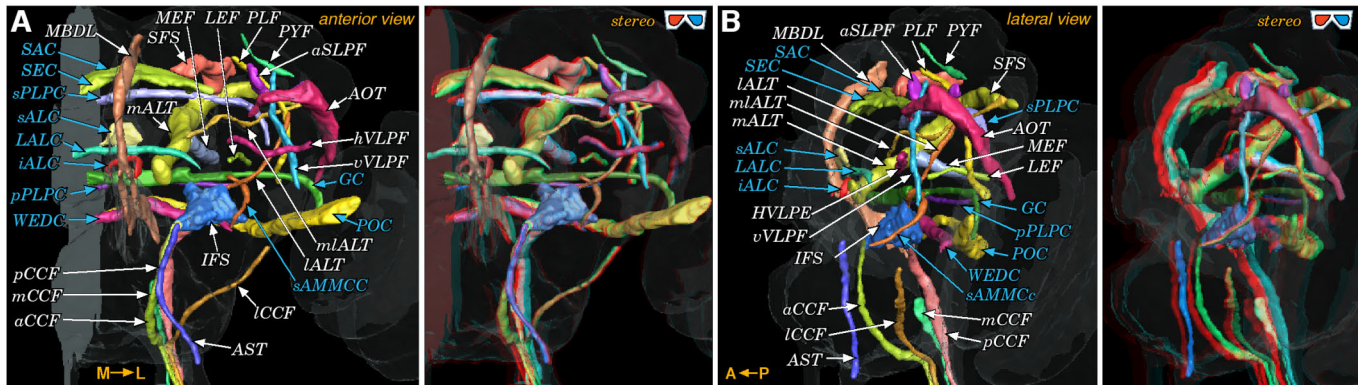 A
anterior view
stereo
MBDL
MEF
LEF
PLF
SFS
PYF
aSLPF
SAC
SEC
sPLPC
mALT
AOT
sALC
LALC
iALC
hVLPF
vVLPF
pPLPC
GC
WEDC
POC
IFS
mlALT
lALT
sAMMCC
pCCF
mCCF
aCCF
lCCF
AST
M→L
B
lateral view
stereo
MBDL
aSLPF
PLF
PYF
SFS
SAC
SEC
lALT
mlALT
mALT
sPLPC
AOT
MEF
LEF
sALC
LALC
iALC
HVLPE
vVLPF
IFS
GC
pPLPC
POC
WEDC
sAMMCc
aCCF
lCCF
mCCF
pCCF
AST
A←P